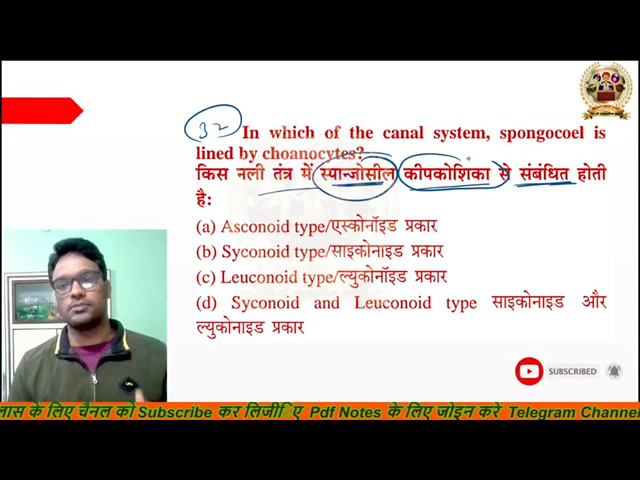 32
In which of the canal system, spongocoel is
lined by choanocytes?
किस नली तंत्र में स्पान्जोसील कीपकोशिका से संबंधित होती
है:
(a) Asconoid type/एस्कोनॉइड प्रकार
(b) Syconoid type/साइकोनाइड प्रकार
(c) Leuconoid type/ल्युकोनॉइड प्रकार
(d) Syconoid and Leuconoid type साइकोनाइड और
ल्युकोनाइड प्रकार
SUBSCRIBED
लास के लिए चैनल को Subscribe कर लिजीिए Pdf Notes के लिए जोइन करे Telegram Channel